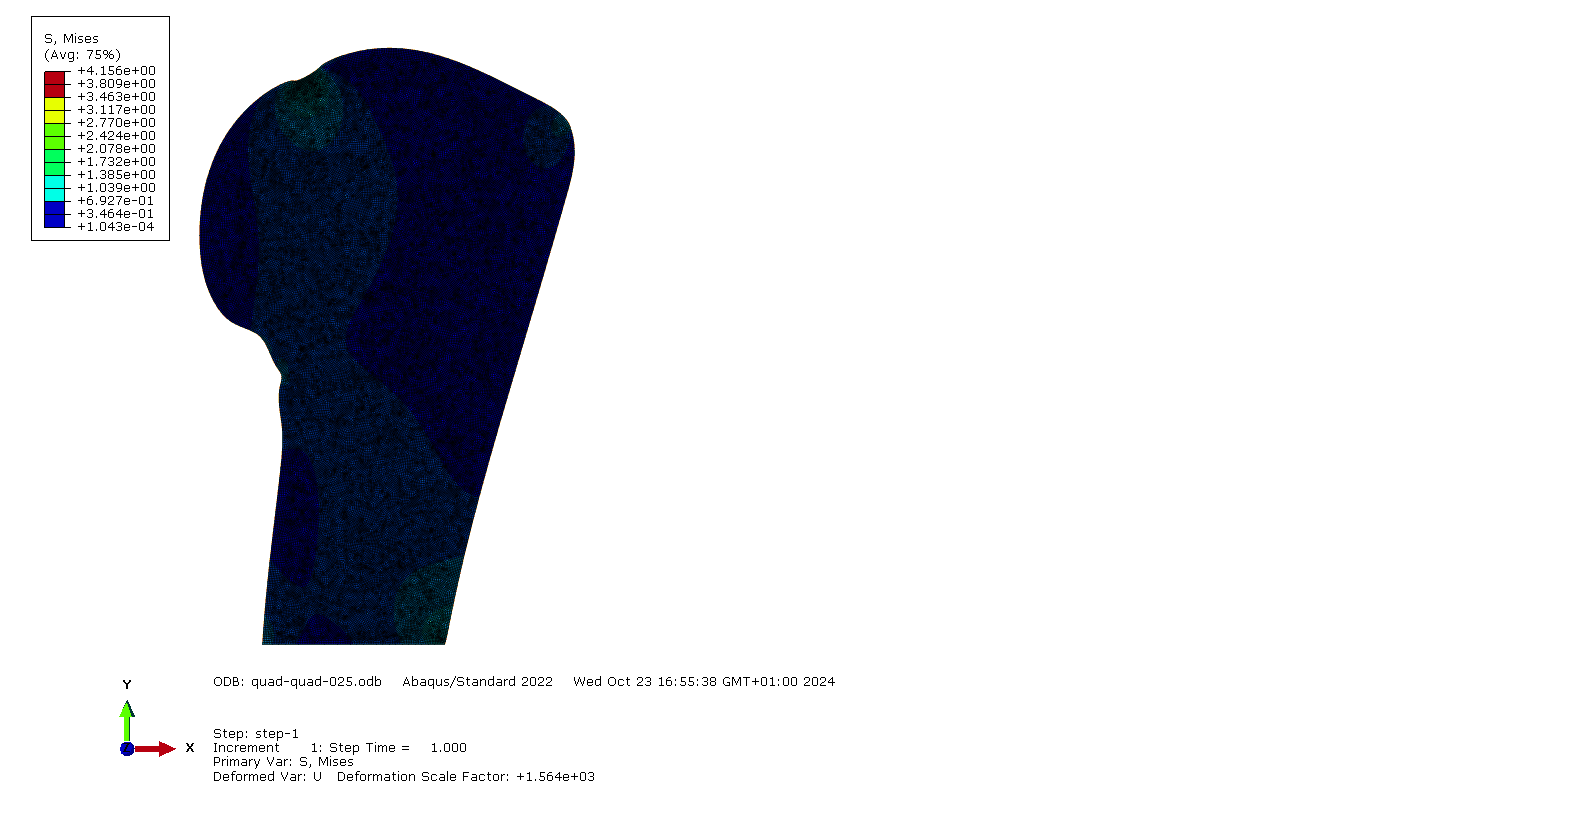 S, Mises
(Avg: 75%)
+4.156e+00
+3.809e+00
+3.463e+00
+3.117e+00
+2.770e+00
+2.424e+00
+2.078e+00
+1.732e+00
+1.385e+00
+1.039e+00
+6.927e-01
+3.464e-01
+1.043e-04
Y
X
ODB: quad-quad-025.odb Abaqus/Standard 2022 Wed Oct 23 16:55:38 GMT+01:00 2024
Step: step-1
Increment 1: Step Time = 1.000
Primary Var: S, Mises
Deformed Var: U Deformation Scale Factor: +1.564e+03